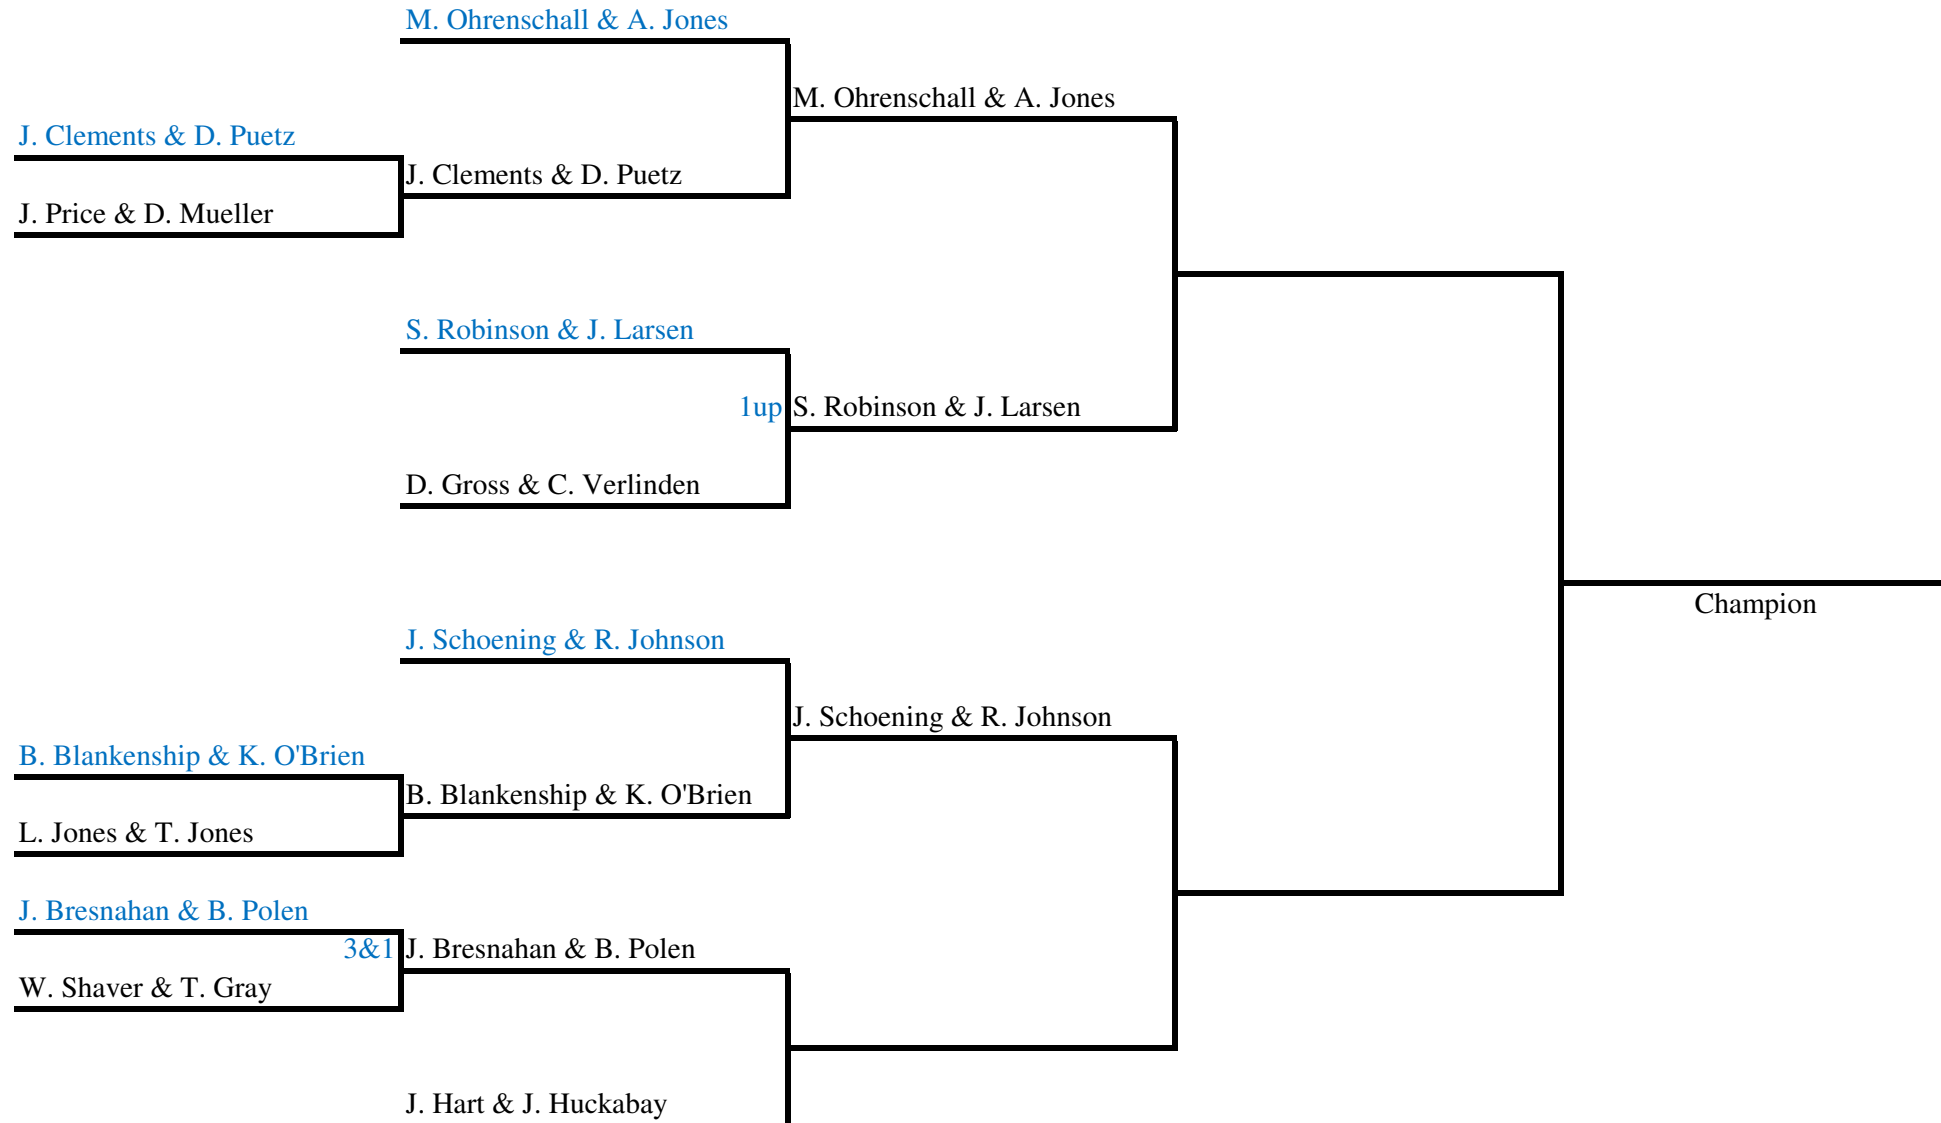 M. Ohrenschall & A. Jones
M. Ohrenschall & A. Jones
J. Clements & D. Puetz
J. Clements & D. Puetz
J. Price & D. Mueller
S. Robinson & J. Larsen
1up S. Robinson & J. Larsen
D. Gross & C. Verlinden
Champion
J. Schoening & R. Johnson
J. Schoening & R. Johnson
B. Blankenship & K. O'Brien
B. Blankenship & K. O'Brien
L. Jones & T. Jones
J. Bresnahan & B. Polen
3&1 J. Bresnahan & B. Polen
W. Shaver & T. Gray
J. Hart & J. Huckabay